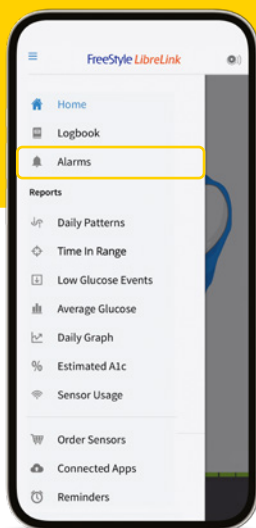 FreeStyle LibreLink
Home
Logbook
Alarms
Reports
Daily Patterns
Time In Range
Low Glucose Events
Average Glucose
Daily Graph
% Estimated A1c
Sensor Usage
Order Sensors
Connected Apps
Reminders